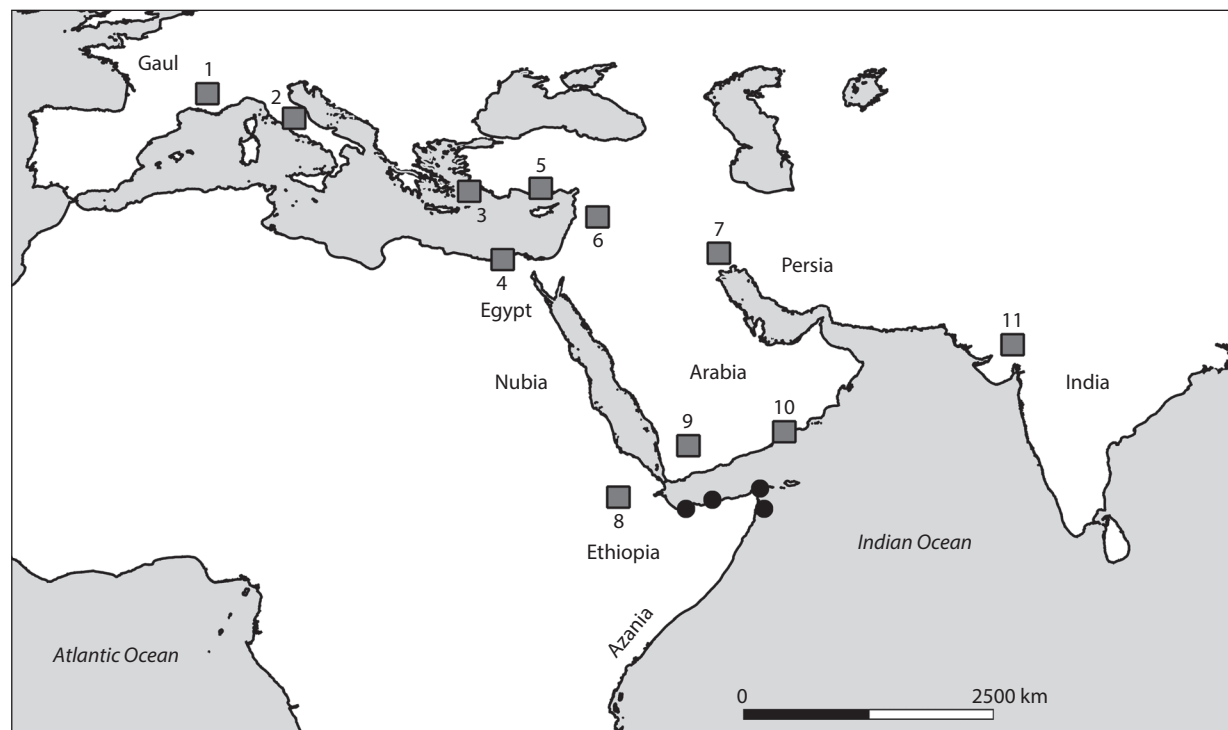 Gaul
1
2
5
3
6
7
4
Persia
Egypt
11
Nubia
Arabia
India
9
10
8
Ethiopia
Indian Ocean
Azania
Atlantic Ocean
0 2500 km